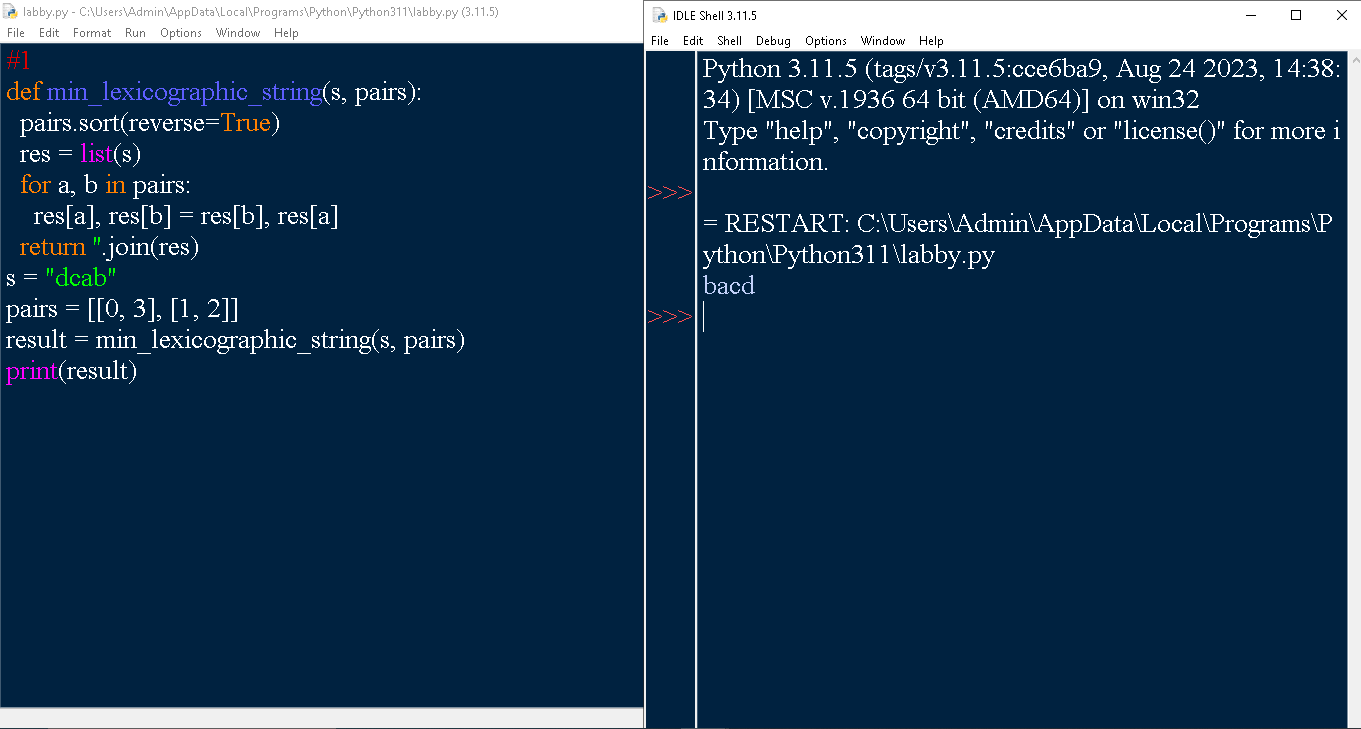 labby.py - C:\Users\Admin\AppData\Local\Programs\Python\Python311\labby.py (3.11.5)
File Edit Format Run Options Window Help
#1
def min_lexicographic_string(s, pairs):
  pairs.sort(reverse=True)
  res = list(s)
  for a, b in pairs:
    res[a], res[b] = res[b], res[a]
  return ''.join(res)
s = "dcab"
pairs = [[0, 3], [1, 2]]
result = min_lexicographic_string(s, pairs)
print(result)
IDLE Shell 3.11.5
File Edit Shell Debug Options Window Help
Python 3.11.5 (tags/v3.11.5:cce6ba9, Aug 24 2023, 14:38:
34) [MSC v.1936 64 bit (AMD64)] on win32
Type "help", "copyright", "credits" or "license()" for more i
nformation.
>>>
= RESTART: C:\Users\Admin\AppData\Local\Programs\P
ython\Python311\labby.py
bacd
>>>